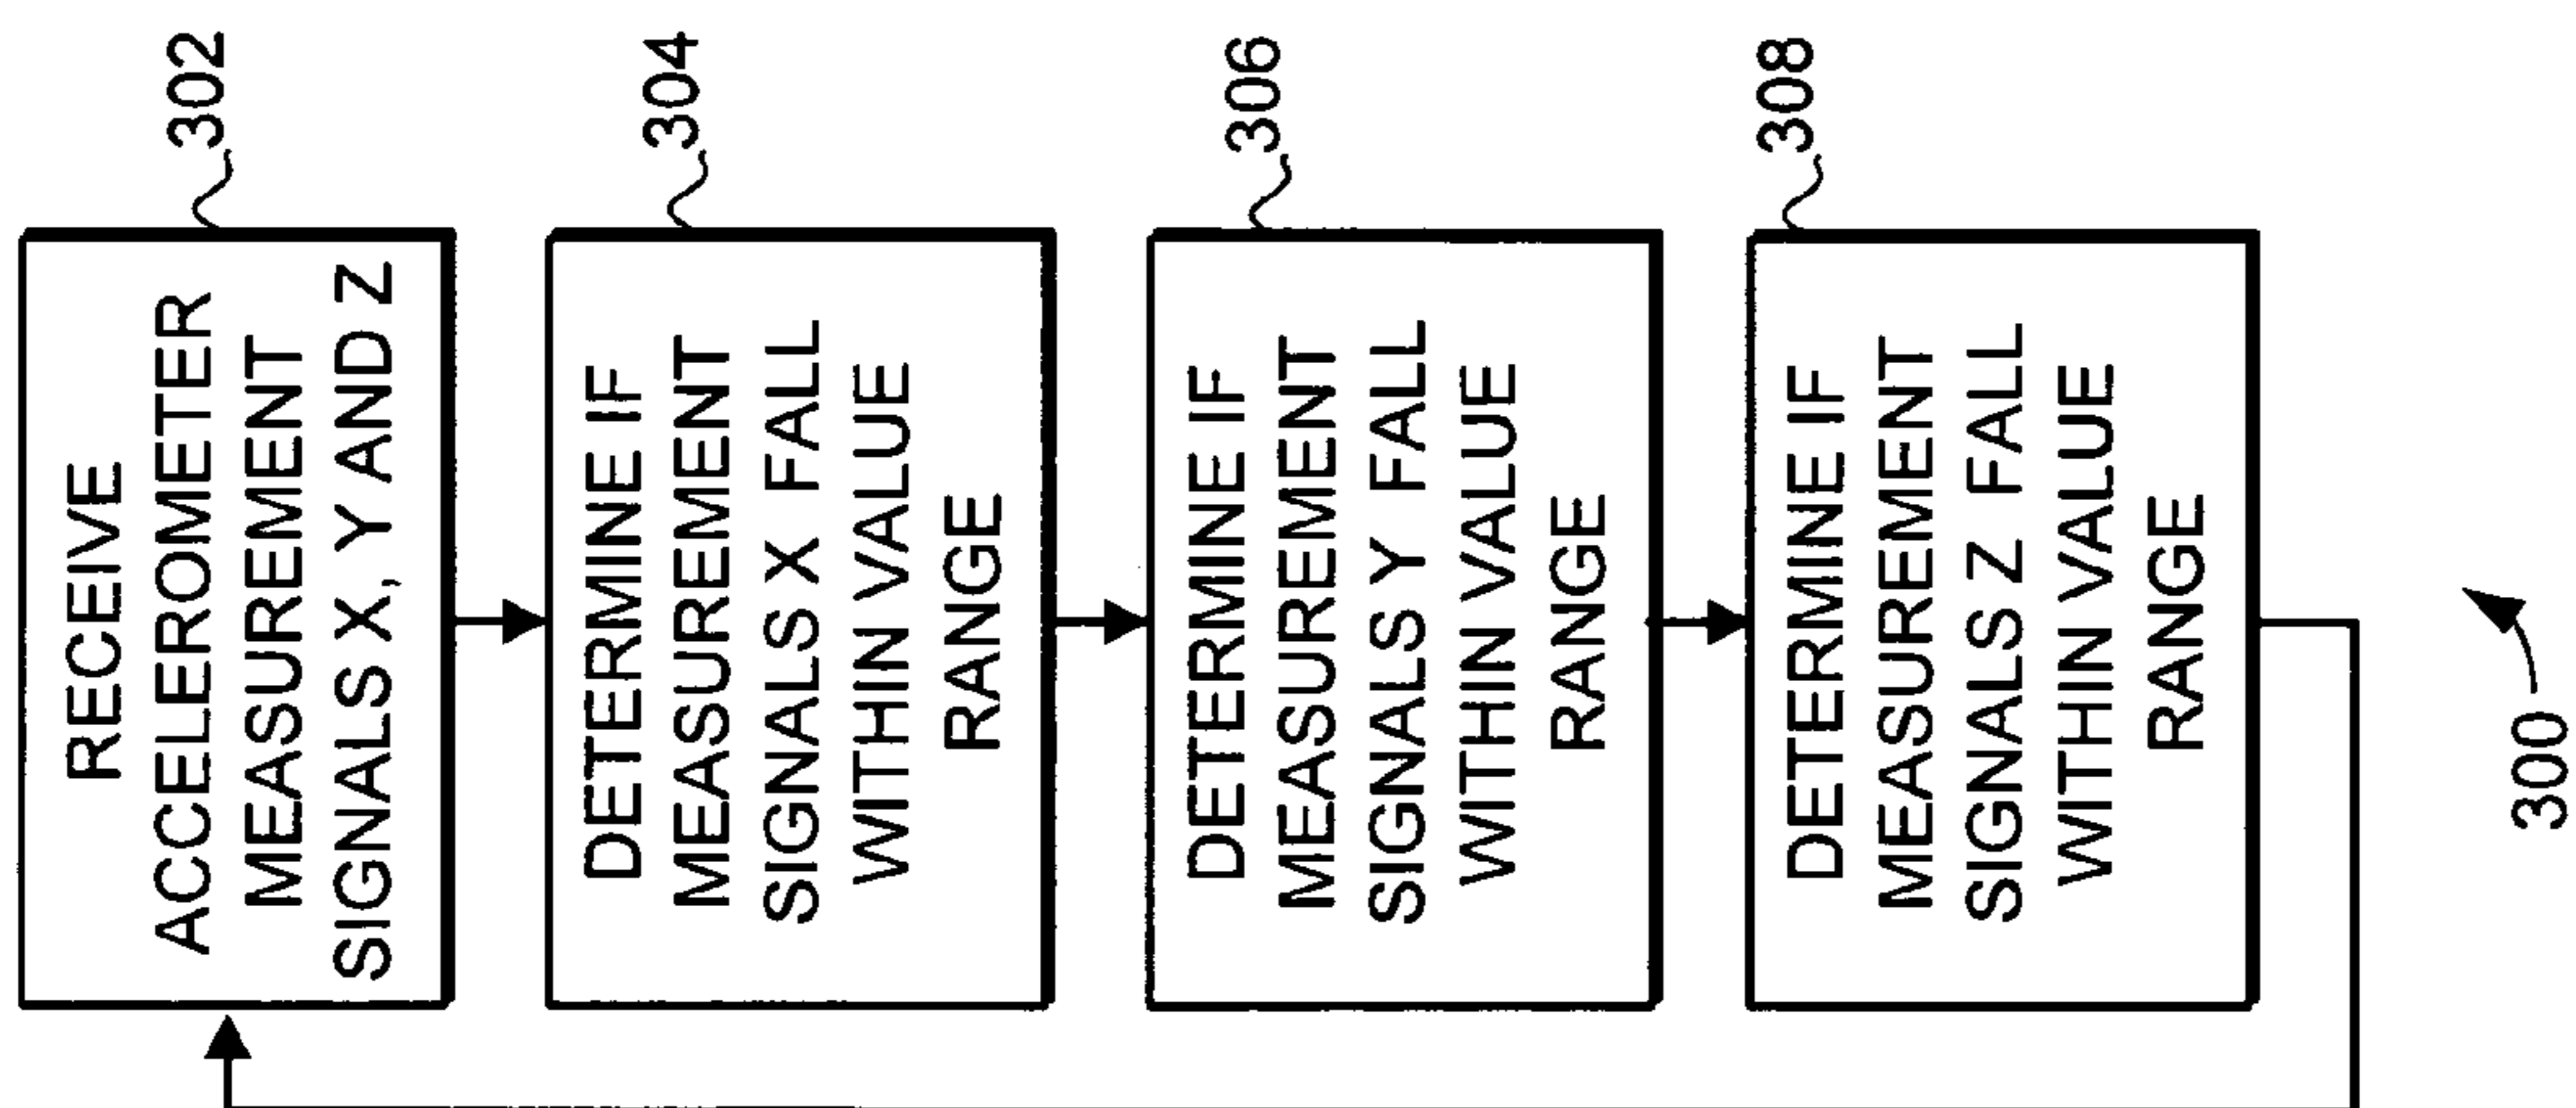 RECEIVE
ACCELEROMETER
MEASUREMENT
SIGNALS X, Y AND Z
302
DETERMINE IF
MEASUREMENT
SIGNALS X FALL
WITHIN VALUE
RANGE
304
DETERMINE IF
MEASUREMENT
SIGNALS Y FALL
WITHIN VALUE
RANGE
306
DETERMINE IF
MEASUREMENT
SIGNALS Z FALL
WITHIN VALUE
RANGE
308
300